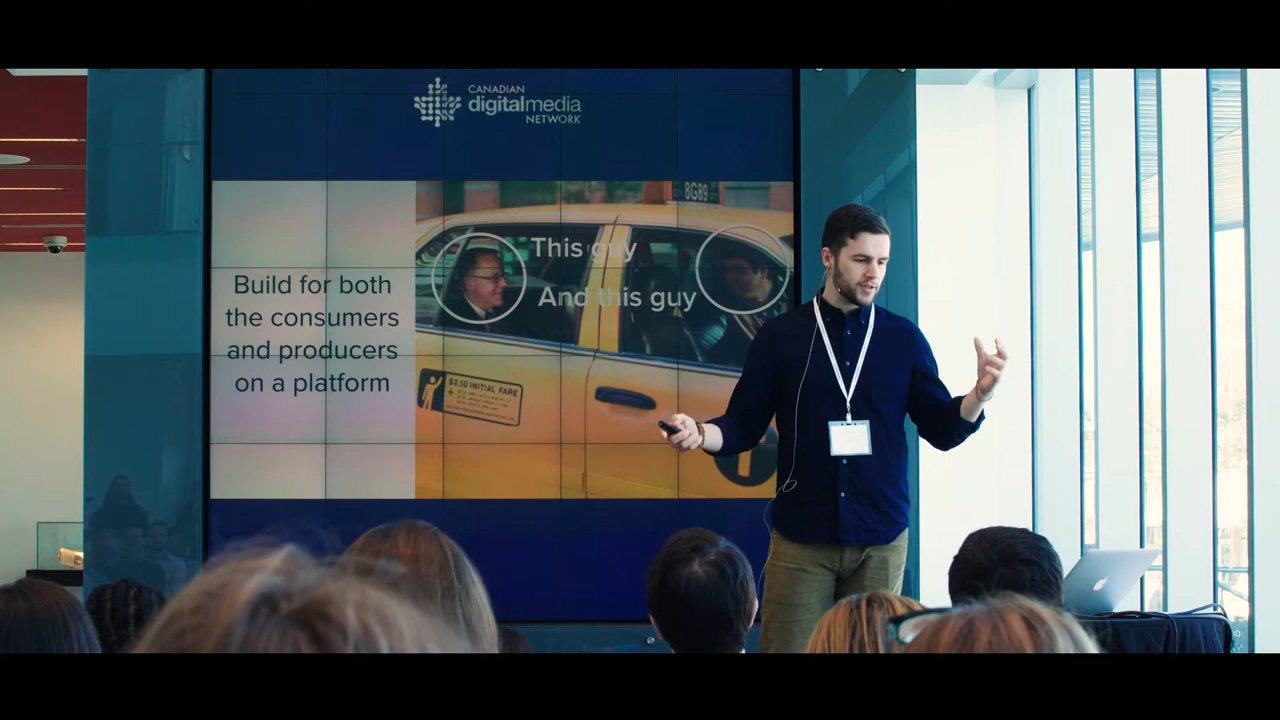 CANADIAN
digitalmedia
NETWORK
8G89
This guy
And this guy
Build for both
the consumers
and producers
on a platform
$2.50 INITIAL FARE